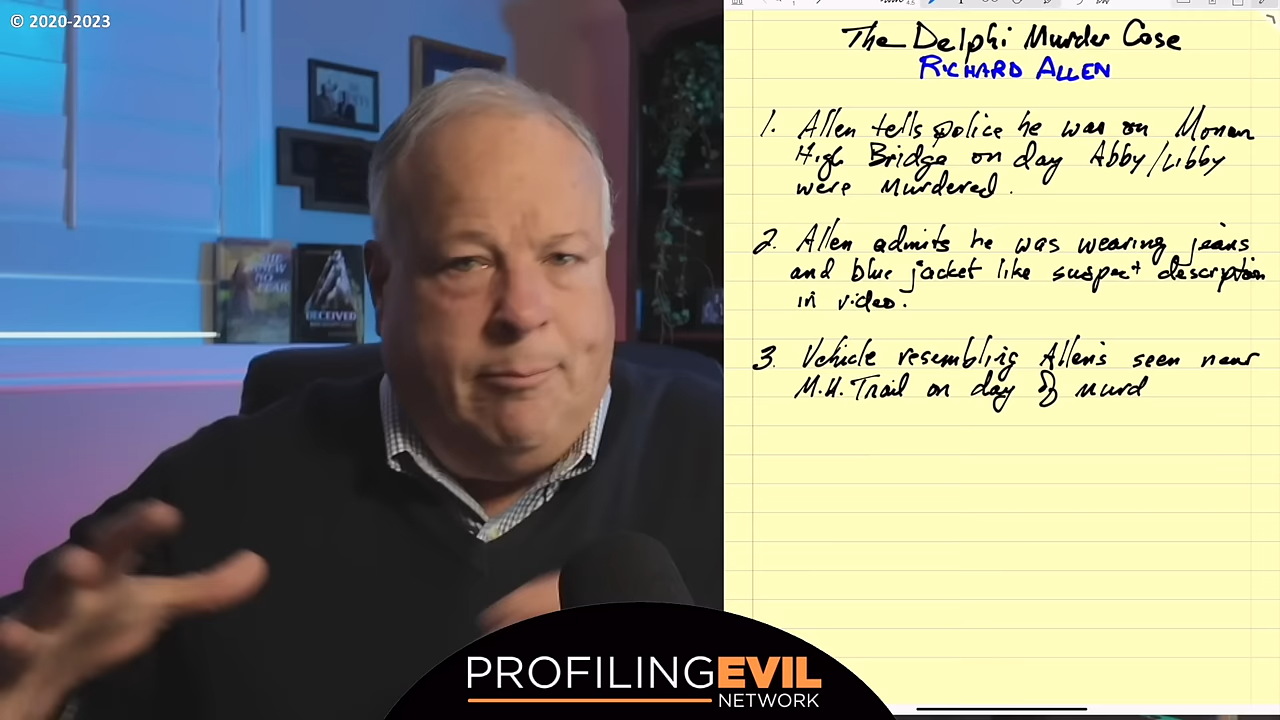 © 2020-2023
The Delphi Murder Case
RICHARD ALLEN
1. Allen tells police he was on Monon
High Bridge on day Abby/Libby
were Murdered.
2. Allen admits he was wearing jeans
and blue jacket like suspect description
in video.
3. Vehicle resembling Allen's seen near
M.H. Trail on day of murd
DECEIVED
PROFILINGEVIL
NETWORK